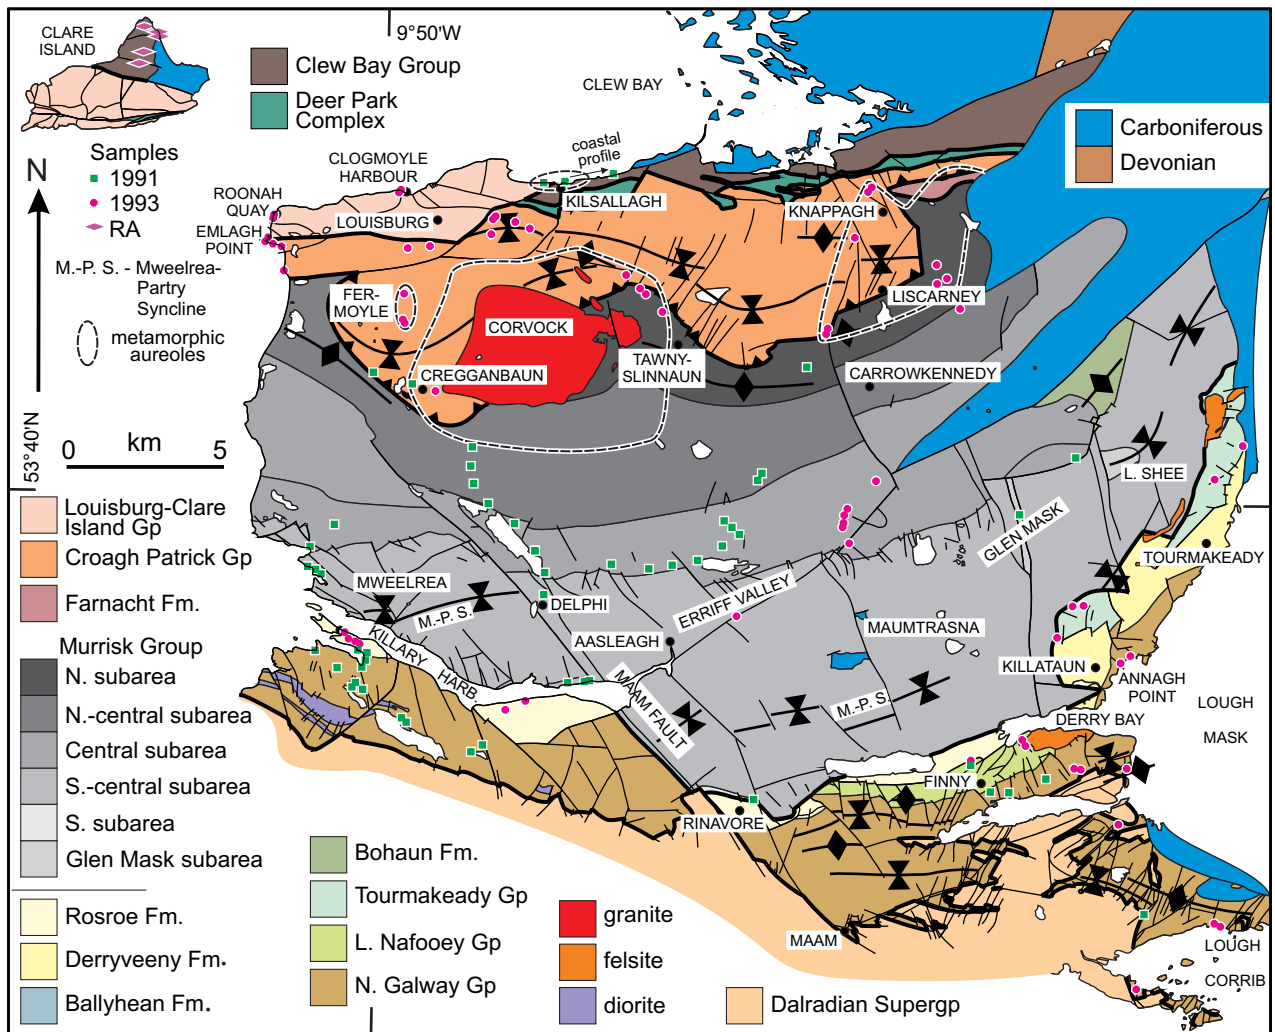 CLARE
ISLAND
9°50'W
Clew Bay Group
Deer Park
Complex
CLEW BAY
Carboniferous
Devonian
Samples
1991
1993
RA
N
M.-P. S. - Mweelrea-
Partry
Syncline
metamorphic
aureoles
53°40'N
0 km 5
coastal
profile
CLOGMOYLE
HARBOUR
ROONAH
QUAY
LOUISBURG
EMLAGH
POINT
KILSALLAGH
KNAPPAGH
FER-
MOYLE
CORVOCK
LISCARNEY
CREGGANBAUN
TAWNY-
SLINNAUN
CARROWKENNEDY
L. SHEE
GLEN MASK
TOURMAKEADY
MWEELREA
M.-P. S.
DELPHI
ERRIFF VALLEY
AASLEAGH
MAUMTRASNA
KILLARY
HARB
MAAM FAULT
M.-P. S.
KILLATAUN
ANNAGH
POINT
LOUGH
MASK
DERRY BAY
FINNY
RINAVORE
MAAM
LOUGH
CORRIB
Louisburg-Clare
Island Gp
Croagh Patrick Gp
Farnacht Fm.
Murrisk Group
N. subarea
N.-central subarea
Central subarea
S.-central subarea
S. subarea
Glen Mask subarea
Rosroe Fm.
Derryveeny Fm.
Ballyhean Fm.
Bohaun Fm.
Tourmakeady Gp
L. Nafooey Gp
N. Galway Gp
granite
felsite
diorite
Dalradian Supergp